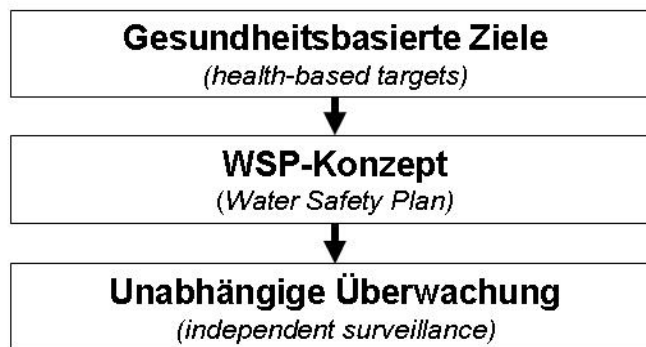 Gesundheitsbasierte Ziele
(health-based targets)
WSP-Konzept
(Water Safety Plan)
Unabhängige Überwachung
(independent surveillance)